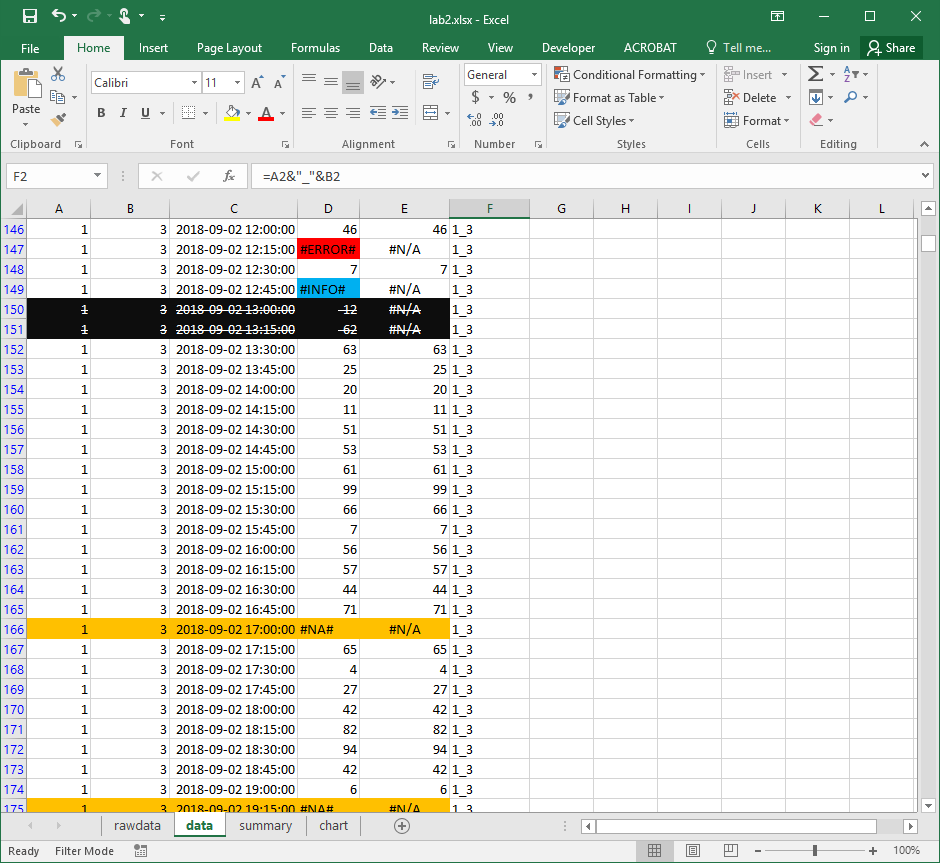 lab2.xlsx - Excel
File Home Insert Page Layout Formulas Data Review View Developer ACROBAT Tell me... Sign in Share
Calibri 11 General Conditional Formatting Insert
Paste Format as Table Delete
Cell Styles Format
Clipboard Font Alignment Number Styles Cells Editing
F2 =A2&"_"&B2
A B C D E F G H I J K L
146 1 3 2018-09-02 12:00:00 46 46 1_3
147 1 3 2018-09-02 12:15:00 #ERROR# #N/A 1_3
148 1 3 2018-09-02 12:30:00 7 7 1_3
149 1 3 2018-09-02 12:45:00 #INFO# #N/A 1_3
150 1 3 2018-09-02 13:00:00 -12 #N/A 1_3
151 1 3 2018-09-02 13:15:00 -62 #N/A 1_3
152 1 3 2018-09-02 13:30:00 63 63 1_3
153 1 3 2018-09-02 13:45:00 25 25 1_3
154 1 3 2018-09-02 14:00:00 20 20 1_3
155 1 3 2018-09-02 14:15:00 11 11 1_3
156 1 3 2018-09-02 14:30:00 51 51 1_3
157 1 3 2018-09-02 14:45:00 53 53 1_3
158 1 3 2018-09-02 15:00:00 61 61 1_3
159 1 3 2018-09-02 15:15:00 99 99 1_3
160 1 3 2018-09-02 15:30:00 66 66 1_3
161 1 3 2018-09-02 15:45:00 7 7 1_3
162 1 3 2018-09-02 16:00:00 56 56 1_3
163 1 3 2018-09-02 16:15:00 57 57 1_3
164 1 3 2018-09-02 16:30:00 44 44 1_3
165 1 3 2018-09-02 16:45:00 71 71 1_3
166 1 3 2018-09-02 17:00:00 #NA# #N/A 1_3
167 1 3 2018-09-02 17:15:00 65 65 1_3
168 1 3 2018-09-02 17:30:00 4 4 1_3
169 1 3 2018-09-02 17:45:00 27 27 1_3
170 1 3 2018-09-02 18:00:00 42 42 1_3
171 1 3 2018-09-02 18:15:00 82 82 1_3
172 1 3 2018-09-02 18:30:00 94 94 1_3
173 1 3 2018-09-02 18:45:00 42 42 1_3
174 1 3 2018-09-02 19:00:00 6 6 1_3
175 1 3 2018-09-02 19:15:00 #NA# #N/A 1_3
rawdata data summary chart
Ready Filter Mode 100%